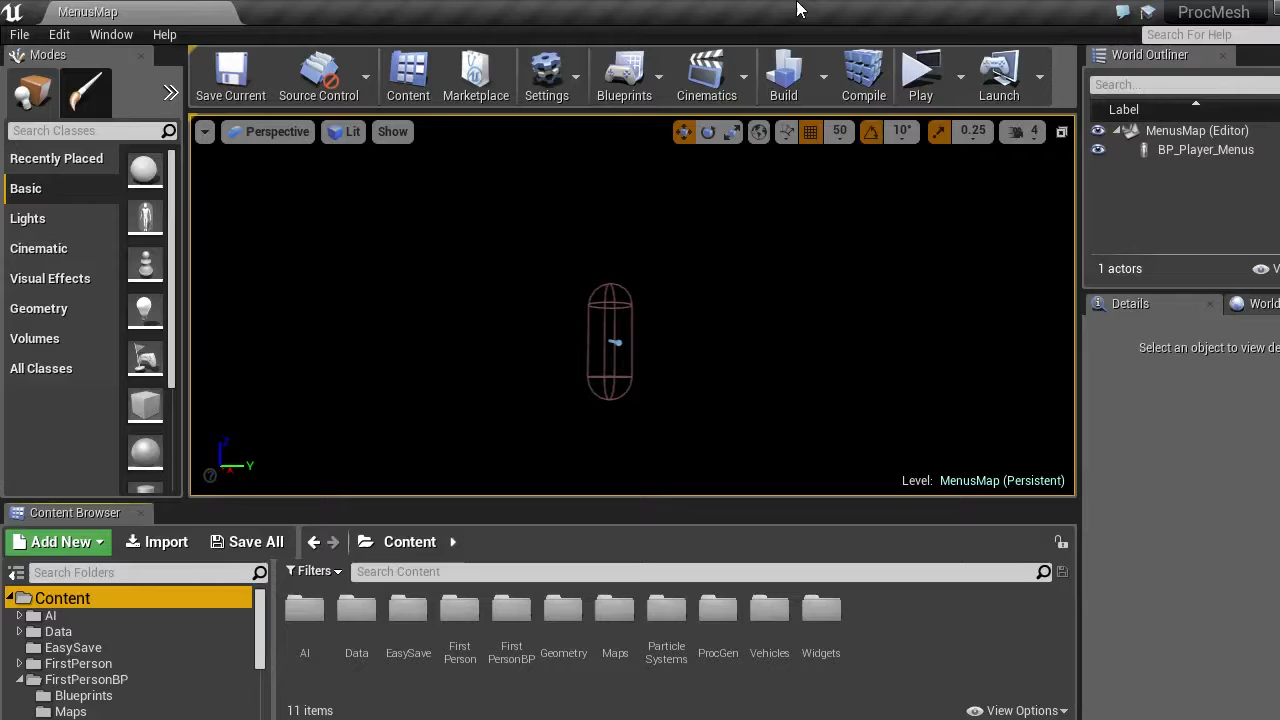 MenusMap
ProcMesh
File Edit Window Help
Search For Help
Modes
Save Current Source Control Content Marketplace Settings Blueprints Cinematics Build Compile Play Launch
World Outliner
Search...
Label
Search Classes
Perspective Lit Show
50 10° 0.25 4
MenusMap (Editor)
BP_Player_Menus
Recently Placed
Basic
Lights
Cinematic
Visual Effects
Geometry
Volumes
All Classes
1 actors
Details
World
Select an object to view de
Z
Y
Level: MenusMap (Persistent)
Content Browser
Add New Import Save All Content
Search Folders
Filters Search Content
Content
AI
Data
EasySave
FirstPerson
FirstPersonBP
Blueprints
Maps
AI
Data
EasySave
First
Person
First
PersonBP
Geometry
Maps
Particle
Systems
ProcGen
Vehicles
Widgets
11 items
View Options